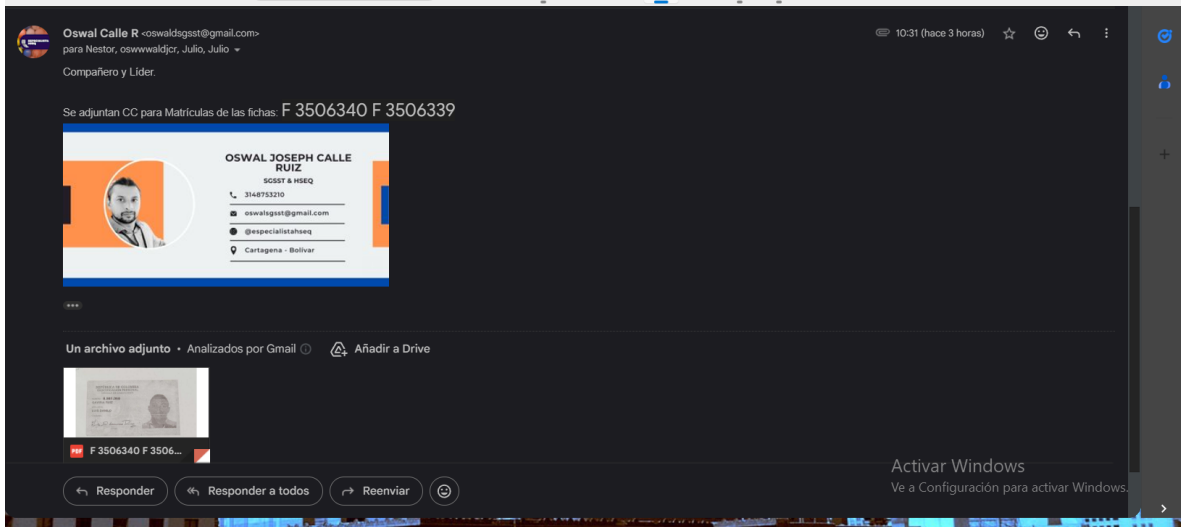 Oswal Calle R <oswaldsgsst@gmail.com>
10:31 (hace 3 horas)
para Nestor, oswwwaldjcr, Julio, Julio
Compañero y Lider.
Se adjuntan CC para Matrículas de las fichas: F 3506340 F 3506339
OSWAL JOSEPH CALLE
RUIZ
SGSST & HSEQ
3148753210
oswalsgsst@gmail.com
@especialistahseq
Cartagena - Bolivar
Un archivo adjunto • Analizados por Gmail
Añadir a Drive
PDF F 3506340 F 3506...
Activar Windows
Ve a Configuración para activar Windows.
Responder
Responder a todos
Reenviar